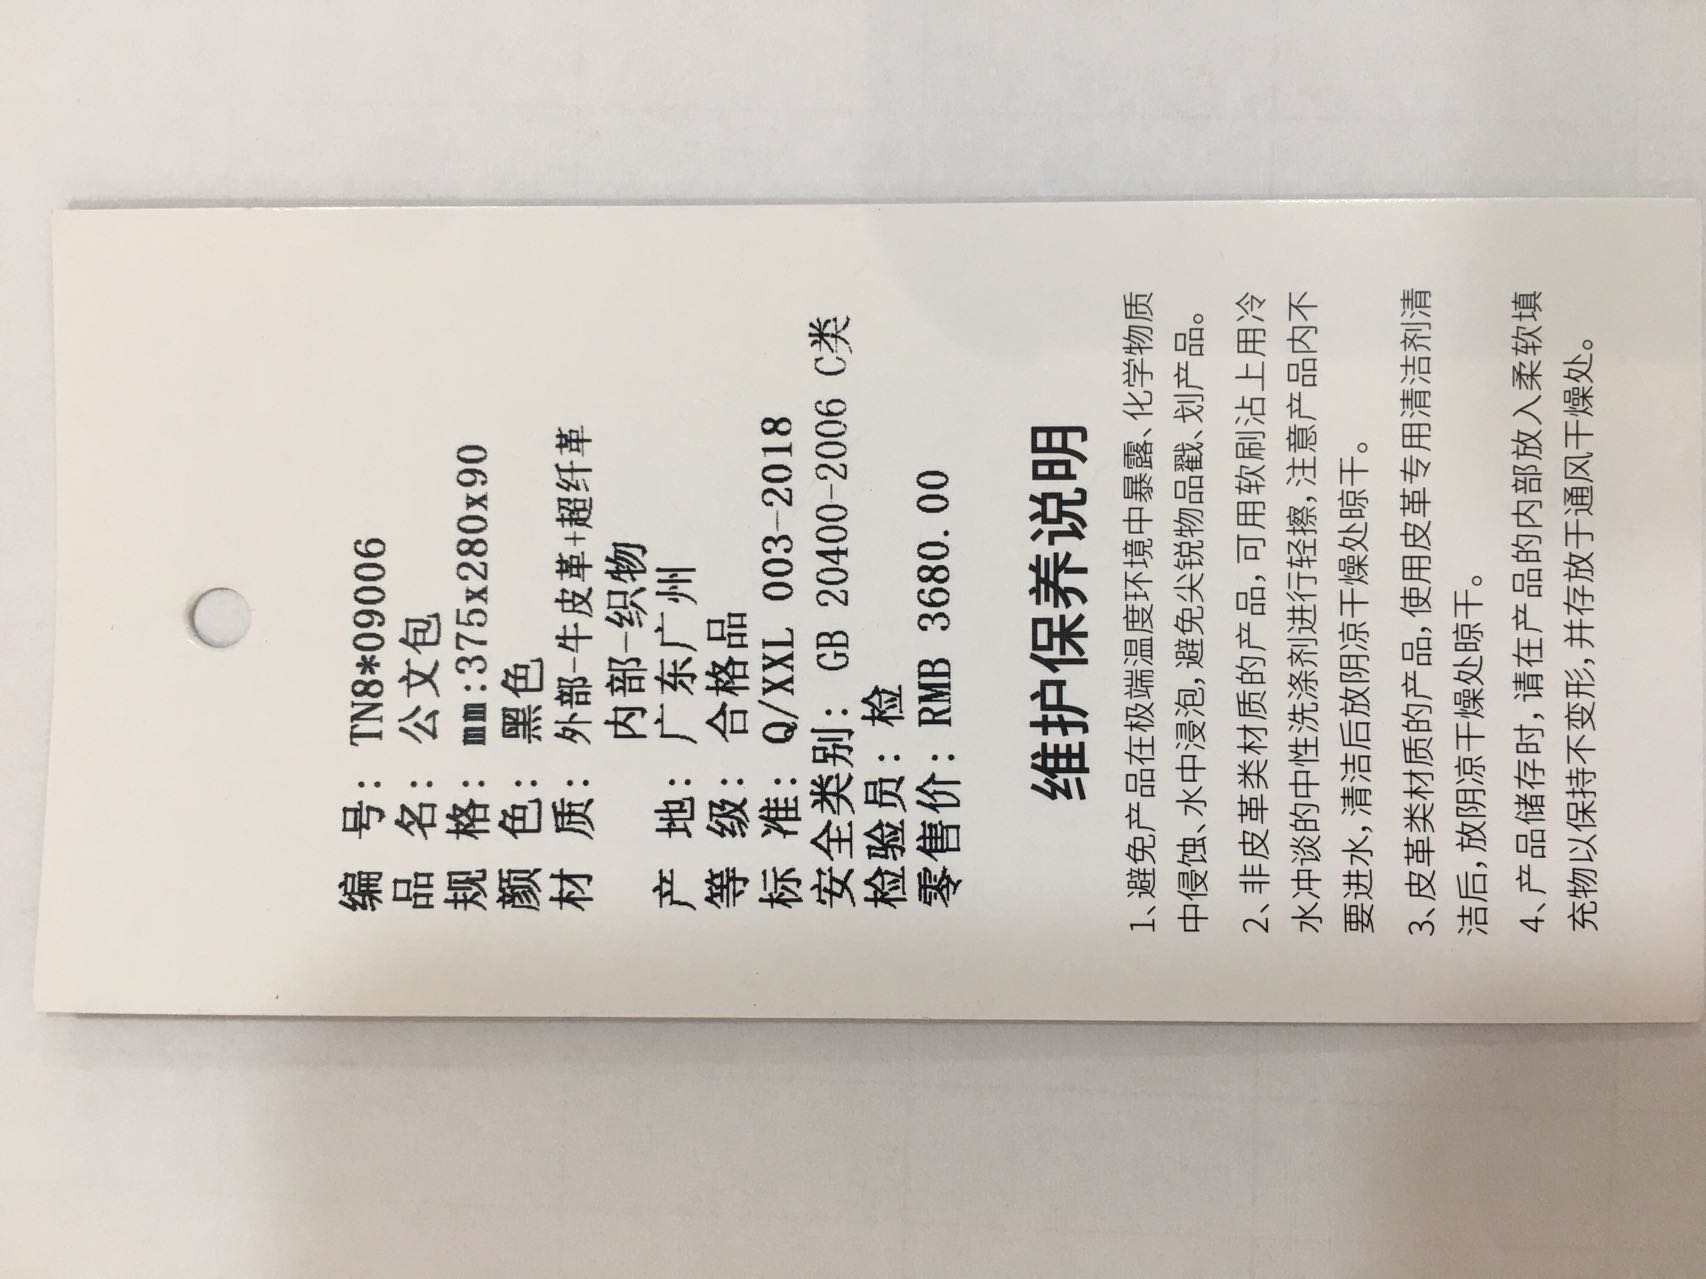 编 号：TN8*09006
品 名：公文包
规 格：mm:375x280x90
颜 色：黑色
材 质：外部-牛皮革+超纤革
内部-织物
产 地：广东广州
等 级：合格品
标 准：Q/XXL 003-2018
安全类别：GB 20400-2006 C类
检验员：检
零售价：RMB 3680.00
维护保养说明
1、避免产品在极端温度环境中暴露、化学物质
中侵蚀、水中浸泡,避免尖锐物品戳、划产品。
2、非皮革类材质的产品,可用软刷沾上用冷
水冲谈的中性洗涤剂进行轻擦,注意产品内不
要进水,清洁后放阴凉干燥处晾干。
3、皮革类材质的产品,使用皮革专用清洁剂清
洁后,放阴凉干燥处晾干。
4、产品储存时,请在产品的内部放入柔软填
充物以保持不变形,并存放于通风干燥处。